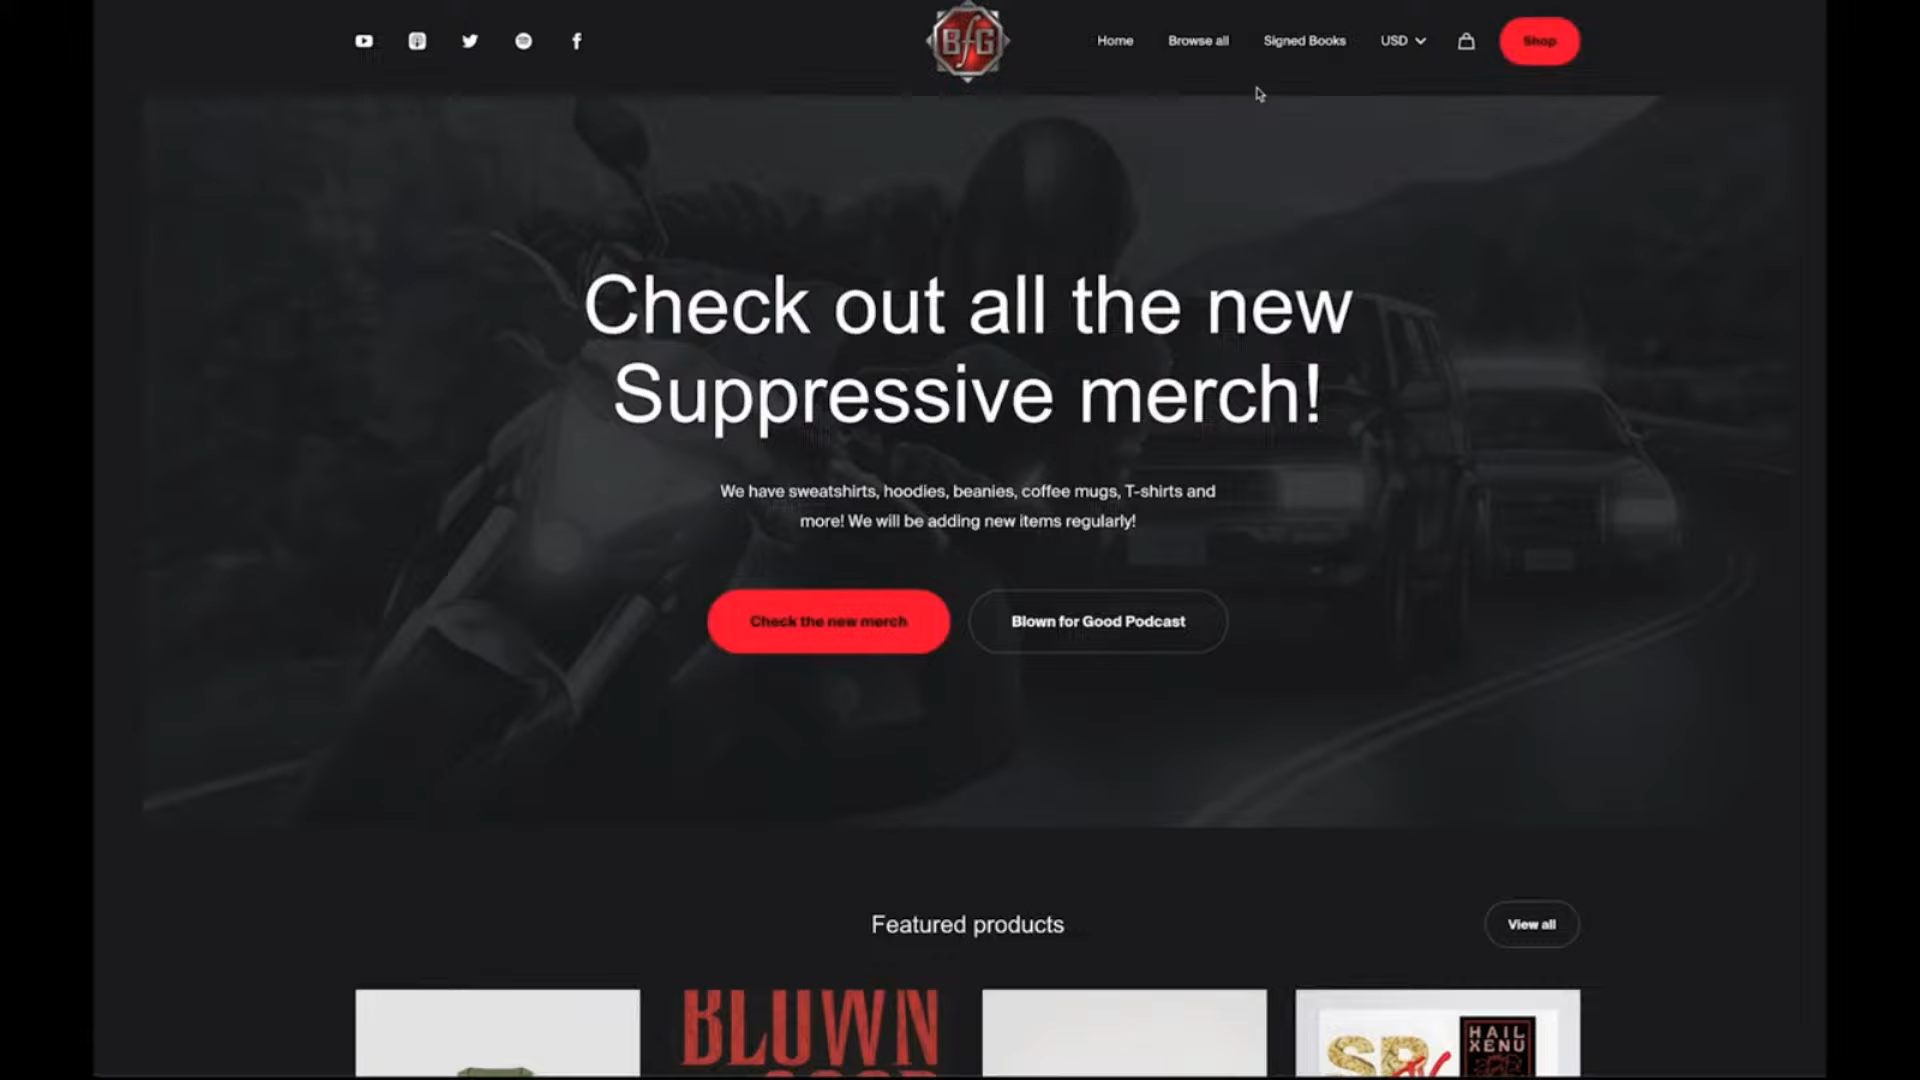 BfG
Home
Browse all
Signed Books
USD
Shop
Check out all the new
Suppressive merch!
We have sweatshirts, hoodies, beanies, coffee mugs, T-shirts and
more! We will be adding new items regularly!
Check the new merch
Blown for Good Podcast
Featured products
View all
BLOWN
HAIL
XENU